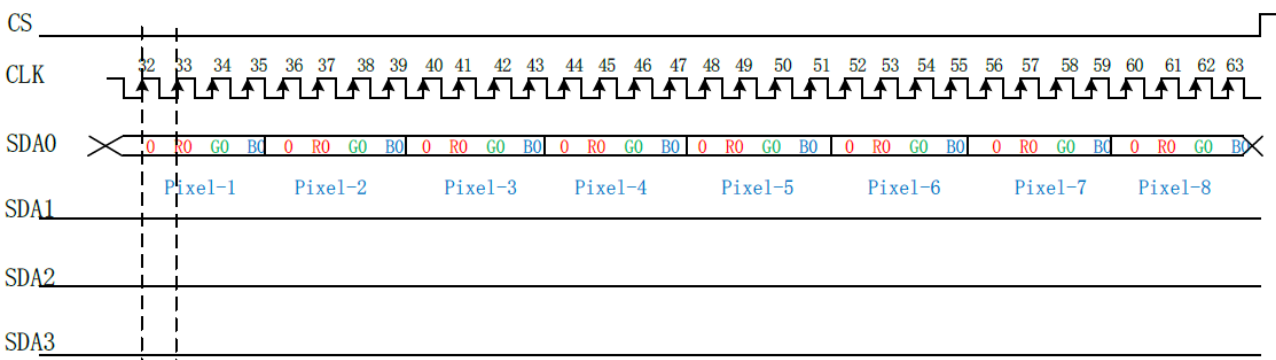 CS
CLK 32 33 34 35 36 37 38 39 40 41 42 43 44 45 46 47 48 49 50 51 52 53 54 55 56 57 58 59 60 61 62 63
SDA0 0 R0 G0 B0 0 R0 G0 B0 0 R0 G0 B0 0 R0 G0 B0 0 R0 G0 B0 0 R0 G0 B0 0 R0 G0 B0 0 R0 G0 B0
Pixel-1 Pixel-2 Pixel-3 Pixel-4 Pixel-5 Pixel-6 Pixel-7 Pixel-8
SDA1
SDA2
SDA3